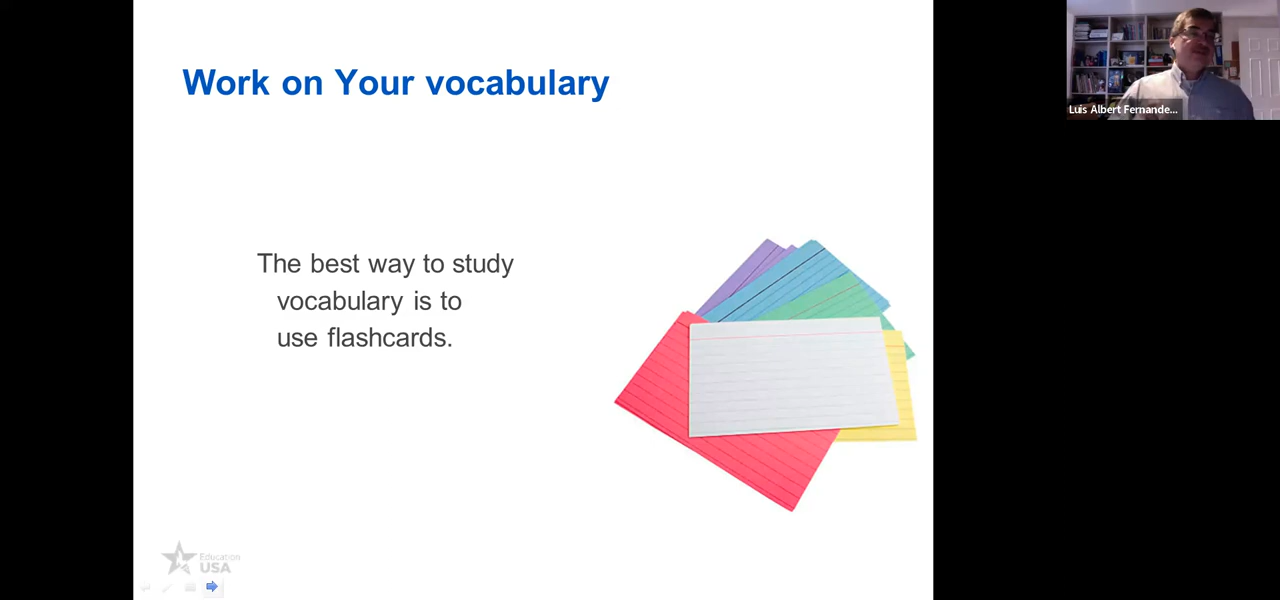 Work on Your vocabulary
Luis Albert Fernande...
The best way to study
vocabulary is to
use flashcards.
Education
USA